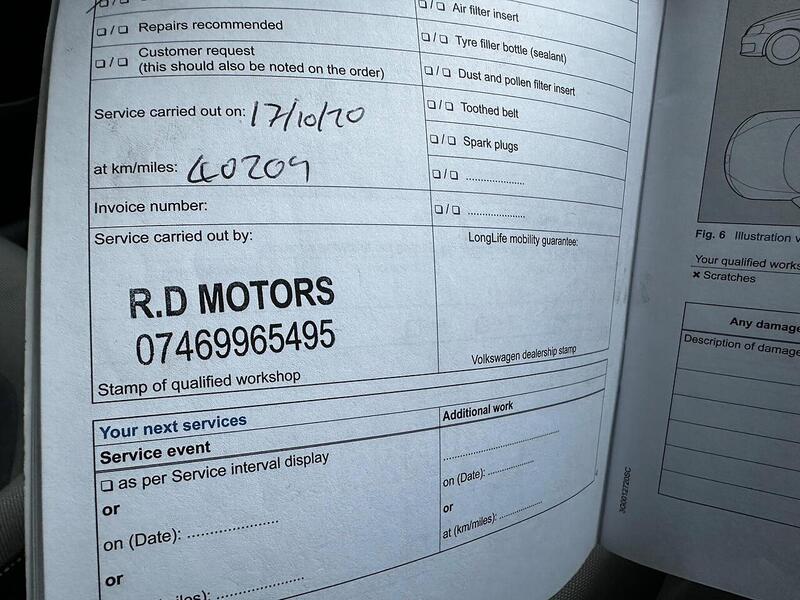 ❑ / ❑ Repairs recommended
❑ / ❑ Customer request
(this should also be noted on the order)
Service carried out on: 17/10/20
at km/miles: 40209
Invoice number:
Service carried out by:
R.D MOTORS
07469965495
Stamp of qualified workshop
❑ / ❑ Air filter insert
❑ / ❑ Tyre filler bottle (sealant)
❑ / ❑ Dust and pollen filter insert
❑ / ❑ Toothed belt
❑ / ❑ Spark plugs
❑ / ❑ .....................
❑ / ❑ .....................
LongLife mobility guarantee:
Volkswagen dealership stamp
Your next services
Service event
❑ as per Service interval display
or
on (Date): .........................
or
Additional work
..........................................
on (Date): ................
or
at (km/miles): ...............
3G0012720SC
Fig. 6 Illustration
Your qualified
✖ Scratches
Any
Description of